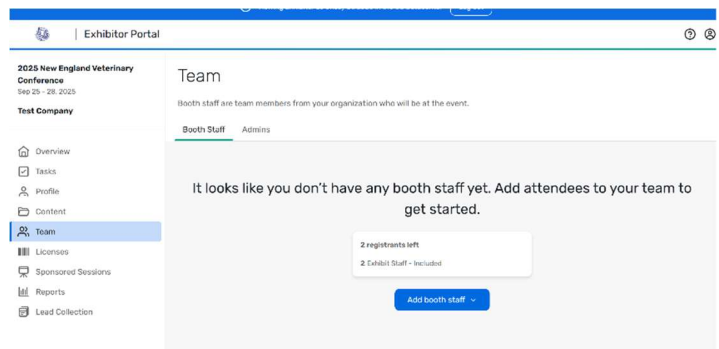 Exhibitor Portal
2025 New England Veterinary
Conference
Sep 25 - 28, 2025
Test Company
Overview
Tasks
Profile
Content
Team
Licenses
Sponsored Sessions
Reports
Lead Collection
Team
Booth staff are team members from your organization who will be at the event.
Booth Staff Admins
It looks like you don't have any booth staff yet. Add attendees to your team to
get started.
2 registrants left
2 Exhibit Staff - Included
Add booth staff